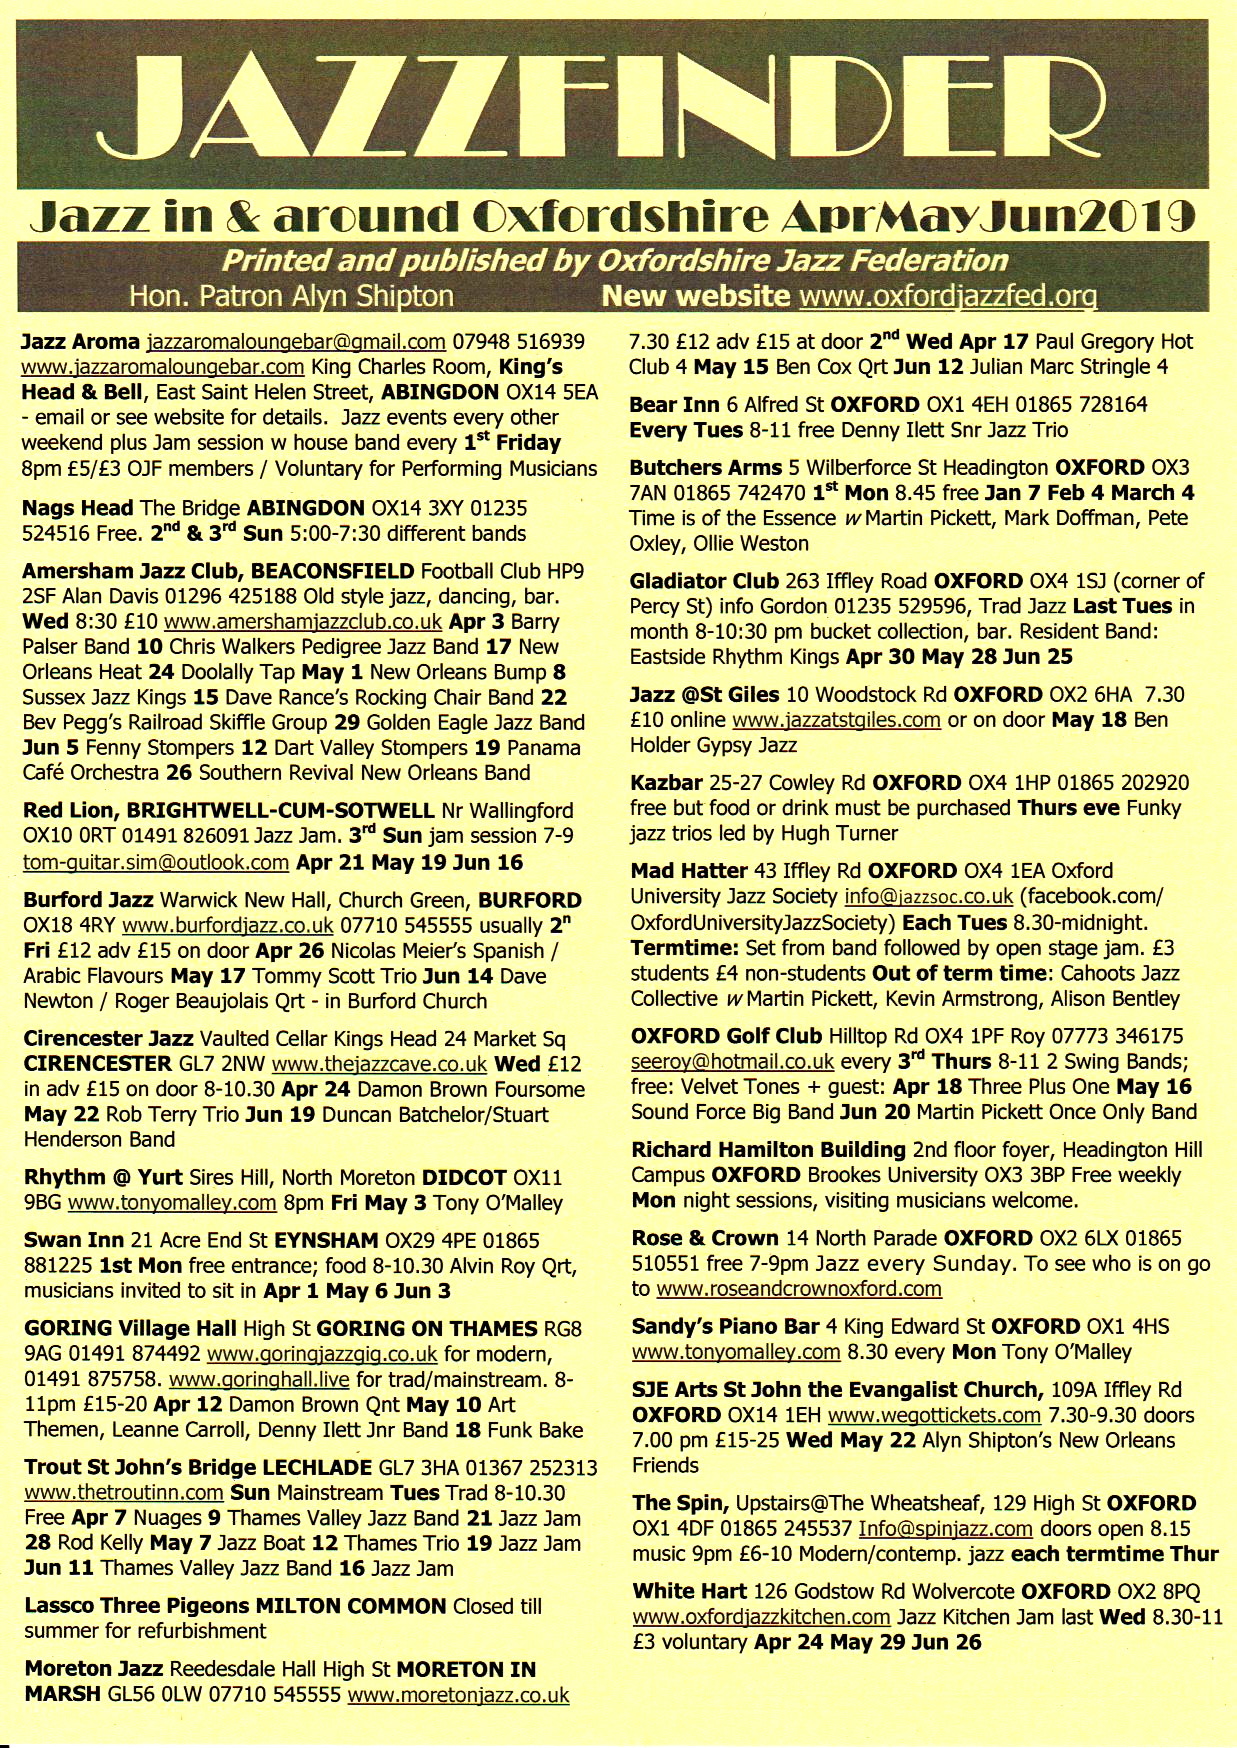 JAZZFINDER
Jazz in & around Oxfordshire AprMayJun2019
Printed and published by Oxfordshire Jazz Federation
Hon. Patron Alyn Shipton New website www.oxfordjazzfed.org
Jazz Aroma jazzaromaloungebar@gmail.com 07948 516939
www.jazzaromaloungebar.com King Charles Room, King's
Head & Bell, East Saint Helen Street, ABINGDON OX14 5EA
- email or see website for details. Jazz events every other
weekend plus Jam session w house band every 1st Friday
8pm £5/£3 OJF members / Voluntary for Performing Musicians
Nags Head The Bridge ABINGDON OX14 3XY 01235
524516 Free. 2nd & 3rd Sun 5:00-7:30 different bands
Amersham Jazz Club, BEACONSFIELD Football Club HP9
2SF Alan Davis 01296 425188 Old style jazz, dancing, bar.
Wed 8:30 £10 www.amershamjazzclub.co.uk Apr 3 Barry
Palser Band 10 Chris Walkers Pedigree Jazz Band 17 New
Orleans Heat 24 Doolally Tap May 1 New Orleans Bump 8
Sussex Jazz Kings 15 Dave Rance's Rocking Chair Band 22
Bev Pegg's Railroad Skiffle Group 29 Golden Eagle Jazz Band
Jun 5 Fenny Stompers 12 Dart Valley Stompers 19 Panama
Café Orchestra 26 Southern Revival New Orleans Band
Red Lion, BRIGHTWELL-CUM-SOTWELL Nr Wallingford
OX10 0RT 01491 826091 Jazz Jam. 3rd Sun jam session 7-9
tom-guitar.sim@outlook.com Apr 21 May 19 Jun 16
Burford Jazz Warwick New Hall, Church Green, BURFORD
OX18 4RY www.burfordjazz.co.uk 07710 545555 usually 2n
Fri £12 adv £15 on door Apr 26 Nicolas Meier's Spanish /
Arabic Flavours May 17 Tommy Scott Trio Jun 14 Dave
Newton / Roger Beaujolais Qrt - in Burford Church
Cirencester Jazz Vaulted Cellar Kings Head 24 Market Sq
CIRENCESTER GL7 2NW www.thejazzcave.co.uk Wed £12
in adv £15 on door 8-10.30 Apr 24 Damon Brown Foursome
May 22 Rob Terry Trio Jun 19 Duncan Batchelor/Stuart
Henderson Band
Rhythm @ Yurt Sires Hill, North Moreton DIDCOT OX11
9BG www.tonyomalley.com 8pm Fri May 3 Tony O'Malley
Swan Inn 21 Acre End St EYNSHAM OX29 4PE 01865
881225 1st Mon free entrance; food 8-10.30 Alvin Roy Qrt,
musicians invited to sit in Apr 1 May 6 Jun 3
GORING Village Hall High St GORING ON THAMES RG8
9AG 01491 874492 www.goringjazzgig.co.uk for modern,
01491 875758. www.goringhall.live for trad/mainstream. 8-
11pm £15-20 Apr 12 Damon Brown Qnt May 10 Art
Themen, Leanne Carroll, Denny Ilett Jnr Band 18 Funk Bake
Trout St John's Bridge LECHLADE GL7 3HA 01367 252313
www.thetroutinn.com Sun Mainstream Tues Trad 8-10.30
Free Apr 7 Nuages 9 Thames Valley Jazz Band 21 Jazz Jam
28 Rod Kelly May 7 Jazz Boat 12 Thames Trio 19 Jazz Jam
Jun 11 Thames Valley Jazz Band 16 Jazz Jam
Lassco Three Pigeons MILTON COMMON Closed till
summer for refurbishment
Moreton Jazz Reedesdale Hall High St MORETON IN
MARSH GL56 0LW 07710 545555 www.moretonjazz.co.uk
7.30 £12 adv £15 at door 2nd Wed Apr 17 Paul Gregory Hot
Club 4 May 15 Ben Cox Qrt Jun 12 Julian Marc Stringle 4
Bear Inn 6 Alfred St OXFORD OX1 4EH 01865 728164
Every Tues 8-11 free Denny Ilett Snr Jazz Trio
Butchers Arms 5 Wilberforce St Headington OXFORD OX3
7AN 01865 742470 1st Mon 8.45 free Jan 7 Feb 4 March 4
Time is of the Essence w Martin Pickett, Mark Doffman, Pete
Oxley, Ollie Weston
Gladiator Club 263 Iffley Road OXFORD OX4 1SJ (corner of
Percy St) info Gordon 01235 529596, Trad Jazz Last Tues in
month 8-10:30 pm bucket collection, bar. Resident Band:
Eastside Rhythm Kings Apr 30 May 28 Jun 25
Jazz @St Giles 10 Woodstock Rd OXFORD OX2 6HA 7.30
£10 online www.jazzatstgiles.com or on door May 18 Ben
Holder Gypsy Jazz
Kazbar 25-27 Cowley Rd OXFORD OX4 1HP 01865 202920
free but food or drink must be purchased Thurs eve Funky
jazz trios led by Hugh Turner
Mad Hatter 43 Iffley Rd OXFORD OX4 1EA Oxford
University Jazz Society info@jazzsoc.co.uk (facebook.com/
OxfordUniversityJazzSociety) Each Tues 8.30-midnight.
Termtime: Set from band followed by open stage jam. £3
students £4 non-students Out of term time: Cahoots Jazz
Collective w Martin Pickett, Kevin Armstrong, Alison Bentley
OXFORD Golf Club Hilltop Rd OX4 1PF Roy 07773 346175
seeroy@hotmail.co.uk every 3rd Thurs 8-11 2 Swing Bands;
free: Velvet Tones + guest: Apr 18 Three Plus One May 16
Sound Force Big Band Jun 20 Martin Pickett Once Only Band
Richard Hamilton Building 2nd floor foyer, Headington Hill
Campus OXFORD Brookes University OX3 3BP Free weekly
Mon night sessions, visiting musicians welcome.
Rose & Crown 14 North Parade OXFORD OX2 6LX 01865
510551 free 7-9pm Jazz every Sunday. To see who is on go
to www.roseandcrownoxford.com
Sandy's Piano Bar 4 King Edward St OXFORD OX1 4HS
www.tonyomalley.com 8.30 every Mon Tony O'Malley
SJE Arts St John the Evangalist Church, 109A Iffley Rd
OXFORD OX14 1EH www.wegottickets.com 7.30-9.30 doors
7.00 pm £15-25 Wed May 22 Alyn Shipton's New Orleans
Friends
The Spin, Upstairs@The Wheatsheaf, 129 High St OXFORD
OX1 4DF 01865 245537 Info@spinjazz.com doors open 8.15
music 9pm £6-10 Modern/contemp. jazz each termtime Thur
White Hart 126 Godstow Rd Wolvercote OXFORD OX2 8PQ
www.oxfordjazzkitchen.com Jazz Kitchen Jam last Wed 8.30-11
£3 voluntary Apr 24 May 29 Jun 26